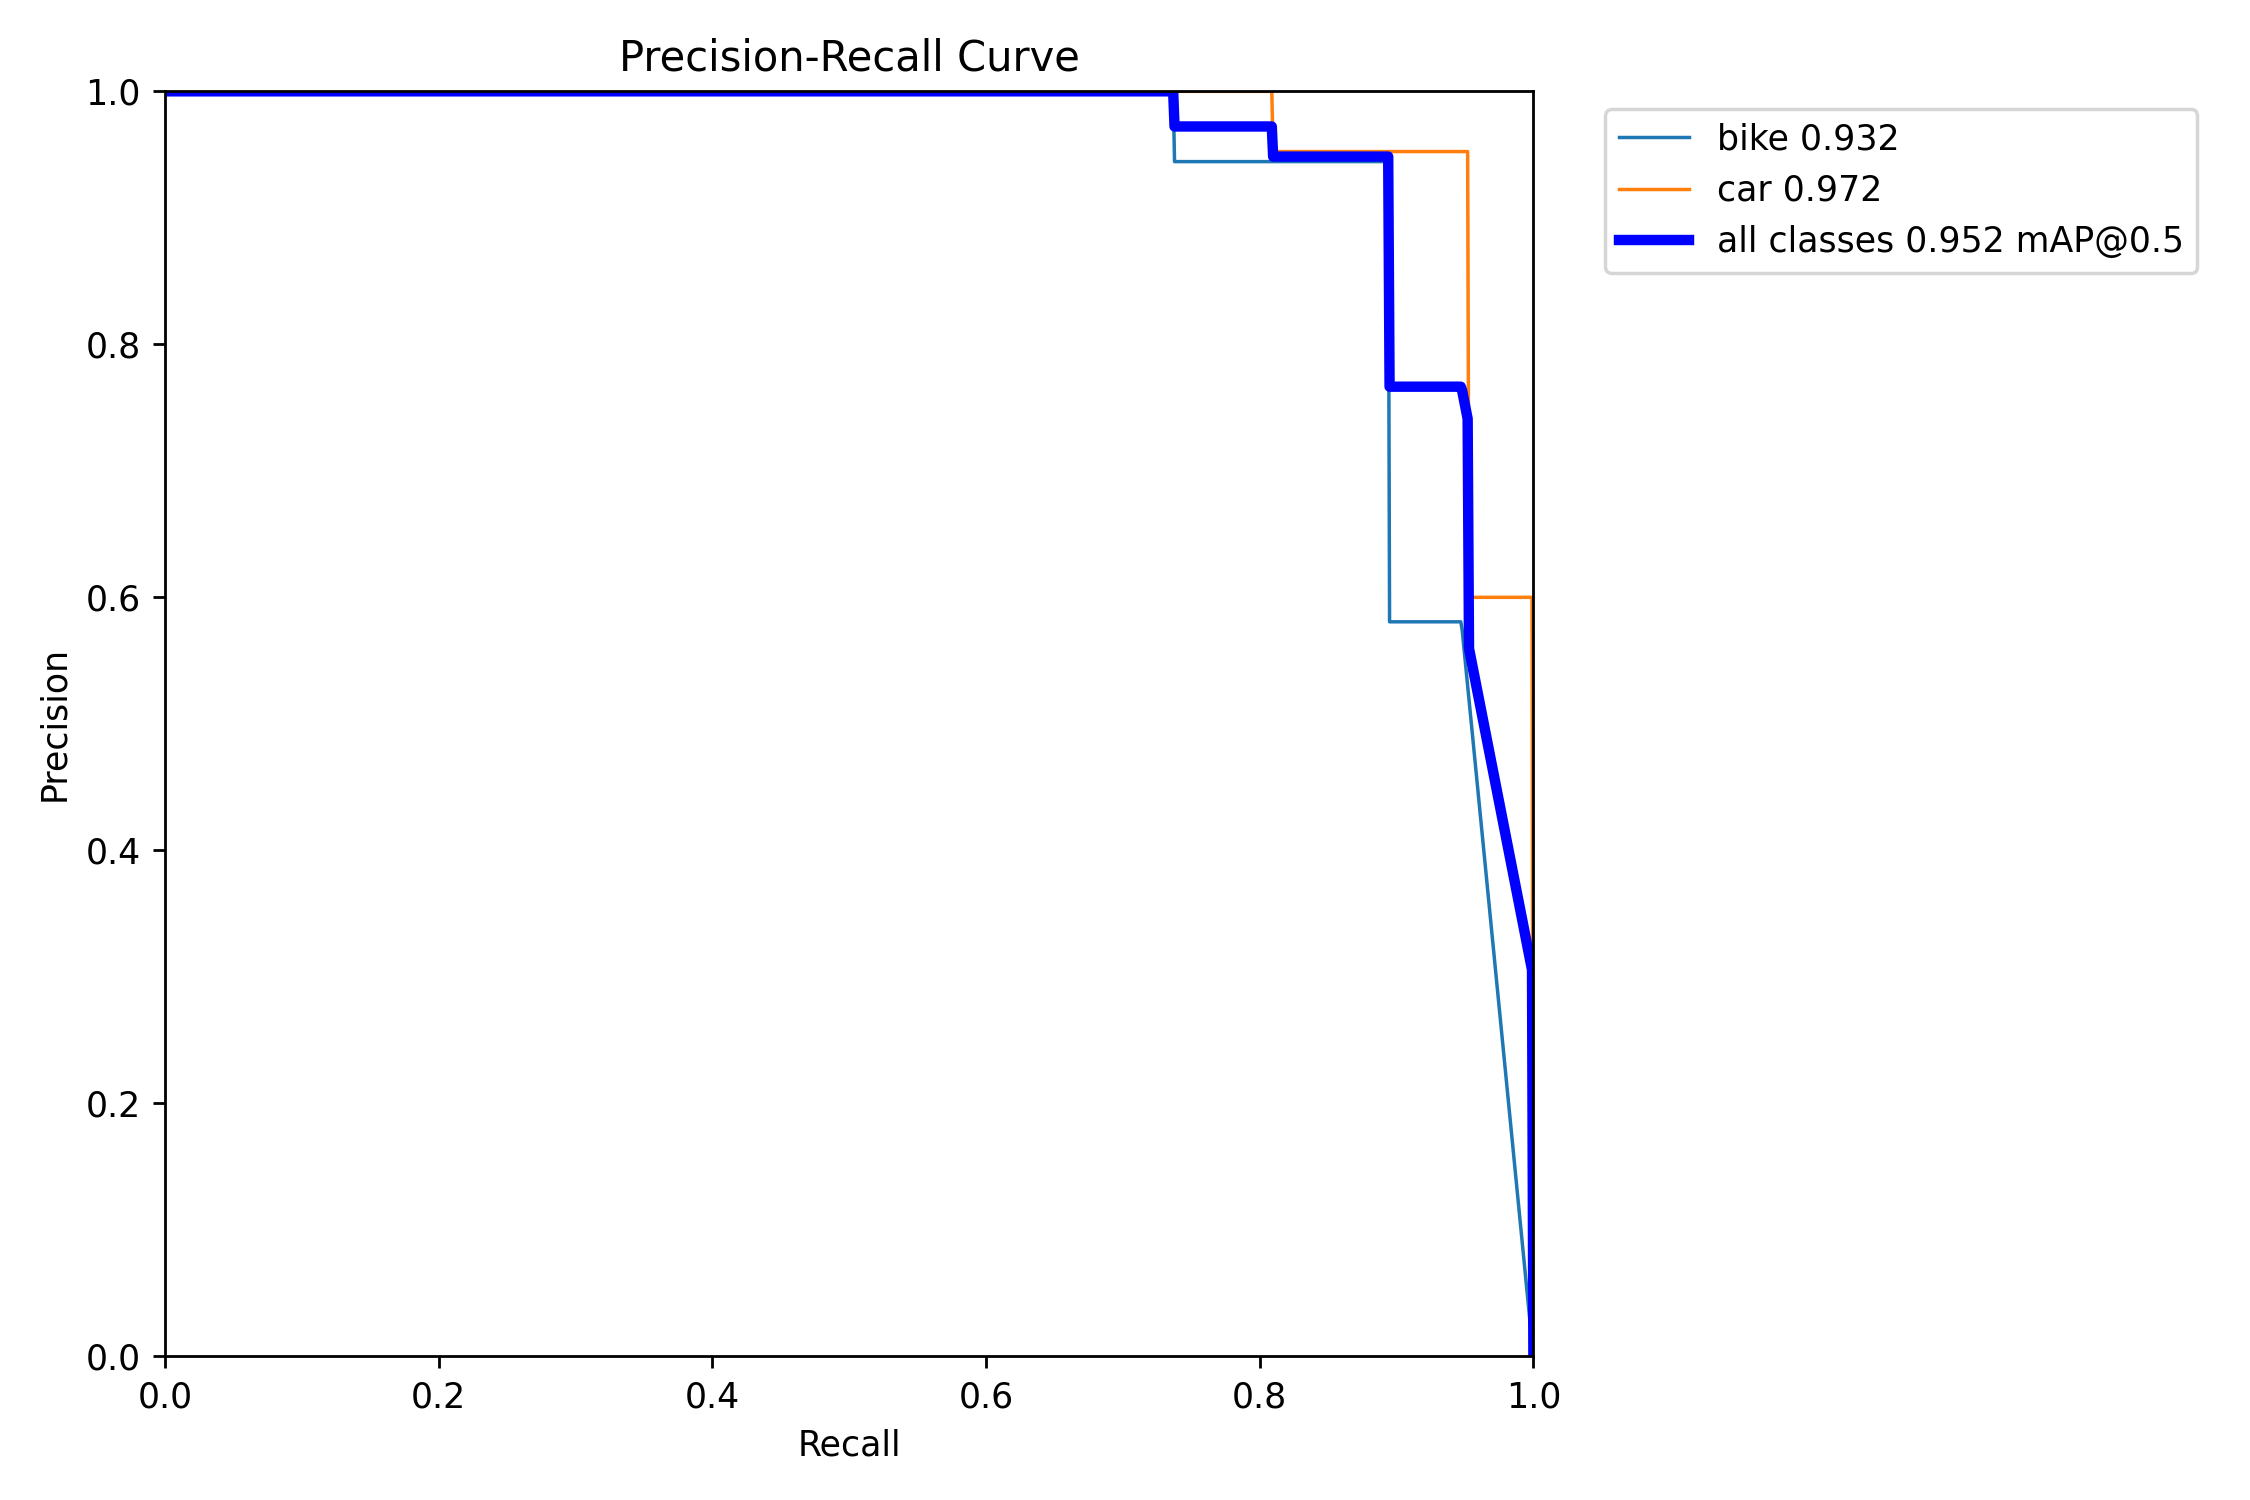 Precision-Recall Curve
1.0
0.8
0.6
0.4
0.2
0.0
Precision
0.0 0.2 0.4 0.6 0.8 1.0
Recall
bike 0.932
car 0.972
all classes 0.952 mAP@0.5